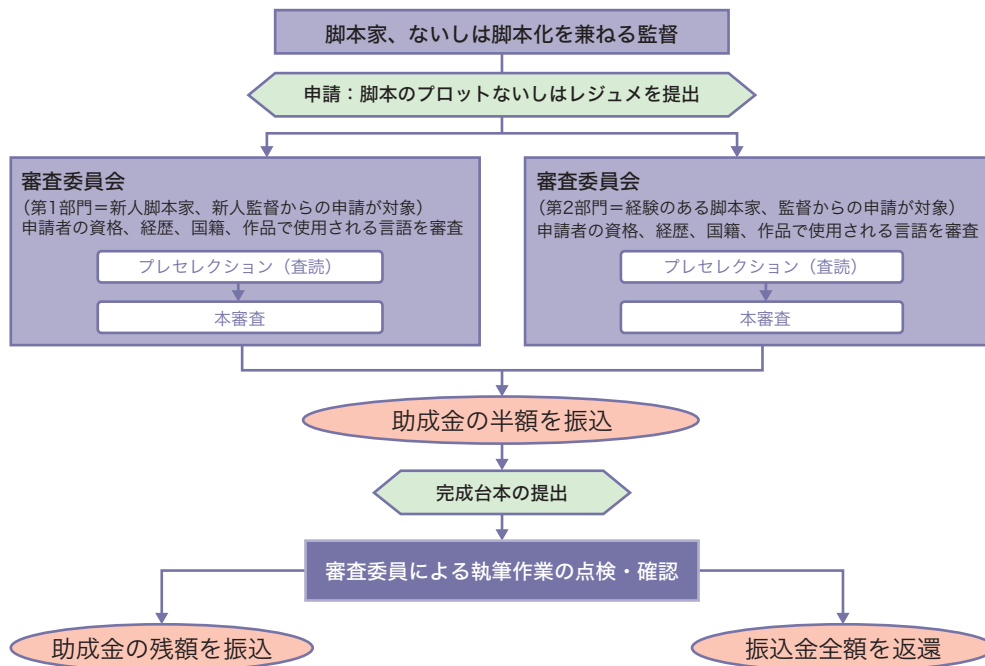 脚本家、ないしは脚本化を兼ねる監督
申請：脚本のプロットないしはレジュメを提出
審査委員会
（第1部門＝新人脚本家、新人監督からの申請が対象）
申請者の資格、経歴、国籍、作品で使用される言語を審査
プレセレクション（査読）
本審査
審査委員会
（第2部門＝経験のある脚本家、監督からの申請が対象）
申請者の資格、経歴、国籍、作品で使用される言語を審査
プレセレクション（査読）
本審査
助成金の半額を振込
完成台本の提出
審査委員による執筆作業の点検・確認
助成金の残額を振込
振込金全額を返還